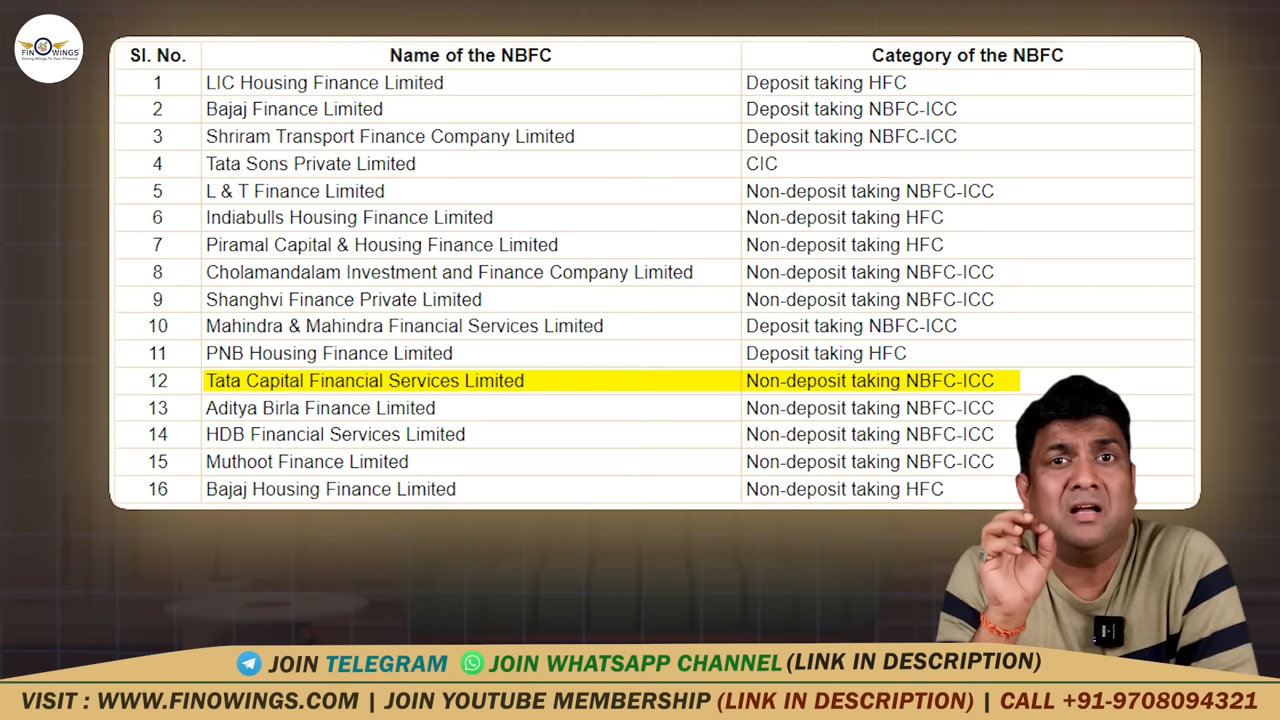 FINOWINGS
Giving Wings To Your Finance
Sl. No. Name of the NBFC Category of the NBFC
1 LIC Housing Finance Limited Deposit taking HFC
2 Bajaj Finance Limited Deposit taking NBFC-ICC
3 Shriram Transport Finance Company Limited Deposit taking NBFC-ICC
4 Tata Sons Private Limited CIC
5 L & T Finance Limited Non-deposit taking NBFC-ICC
6 Indiabulls Housing Finance Limited Non-deposit taking HFC
7 Piramal Capital & Housing Finance Limited Non-deposit taking HFC
8 Cholamandalam Investment and Finance Company Limited Non-deposit taking NBFC-ICC
9 Shanghvi Finance Private Limited Non-deposit taking NBFC-ICC
10 Mahindra & Mahindra Financial Services Limited Deposit taking NBFC-ICC
11 PNB Housing Finance Limited Deposit taking HFC
12 Tata Capital Financial Services Limited Non-deposit taking NBFC-ICC
13 Aditya Birla Finance Limited Non-deposit taking NBFC-ICC
14 HDB Financial Services Limited Non-deposit taking NBFC-ICC
15 Muthoot Finance Limited Non-deposit taking NBFC-ICC
16 Bajaj Housing Finance Limited Non-deposit taking HFC
JOIN TELEGRAM JOIN WHATSAPP CHANNEL (LINK IN DESCRIPTION)
VISIT : WWW.FINOWINGS.COM | JOIN YOUTUBE MEMBERSHIP (LINK IN DESCRIPTION) | CALL +91-9708094321